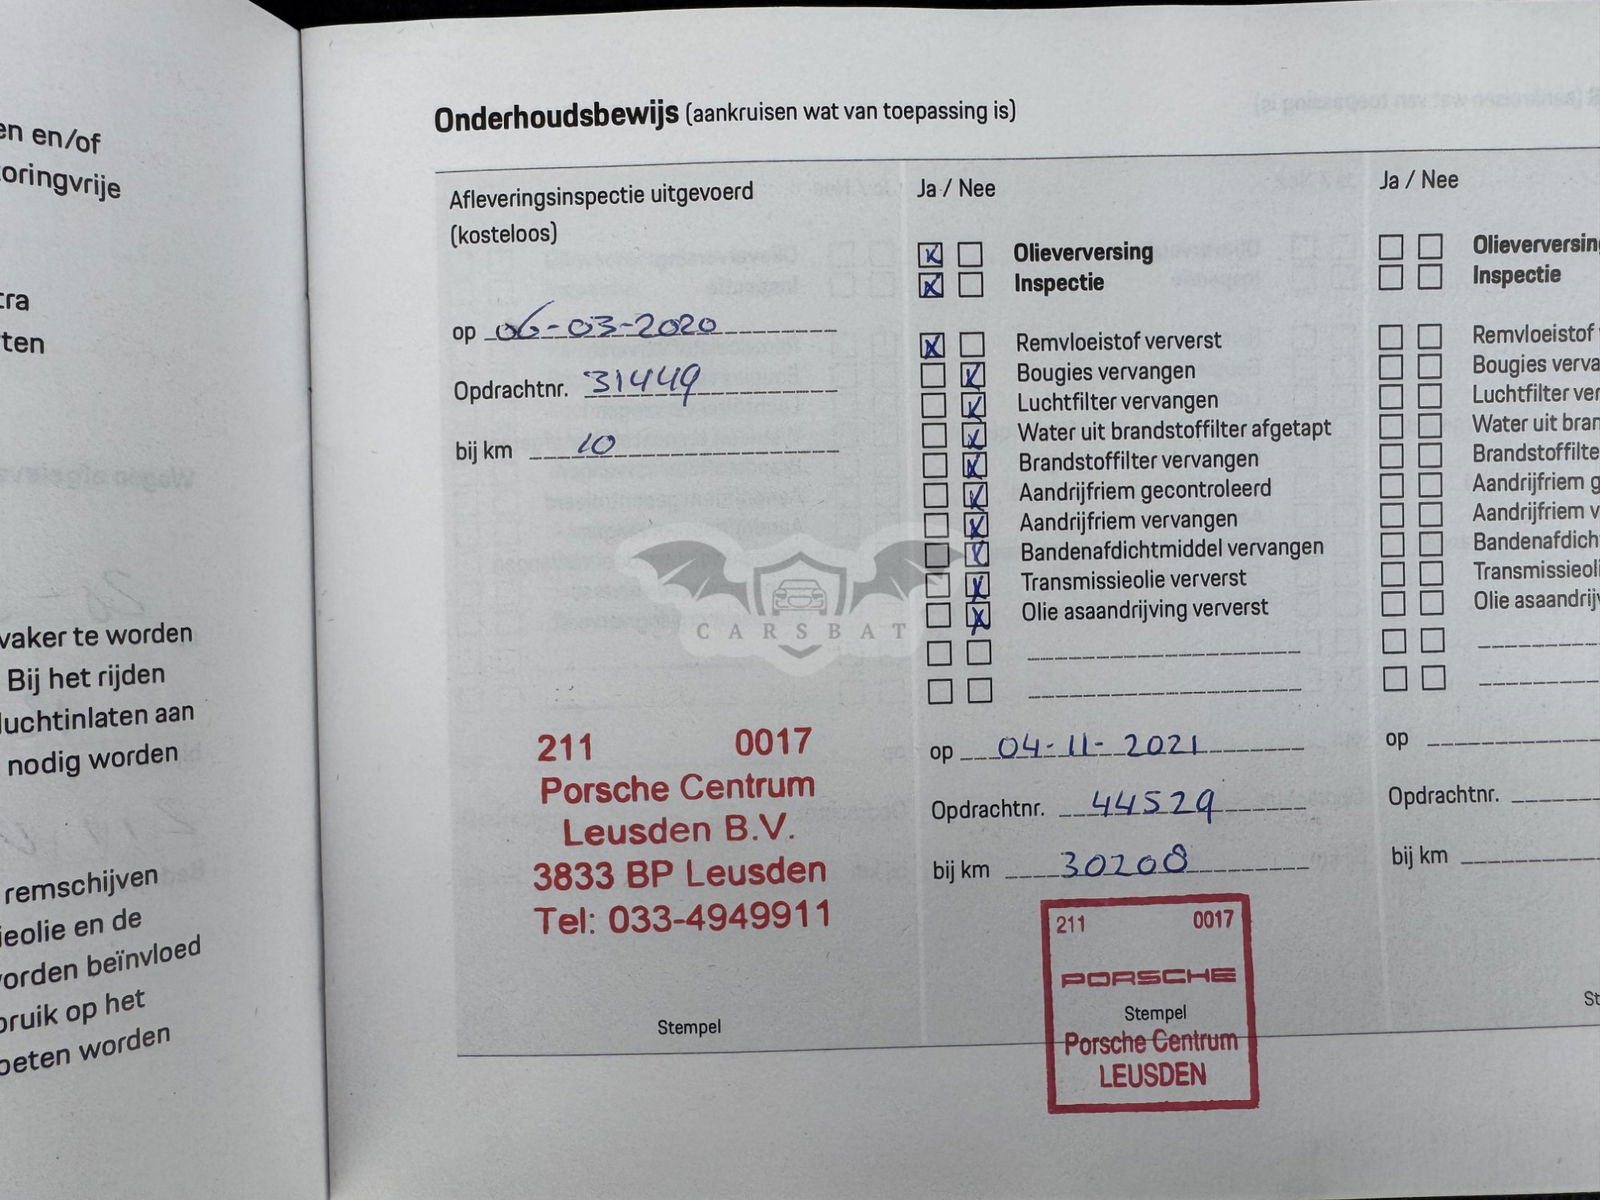 en en/of
oringvrije
tra
ten
vaker te worden
Bij het rijden
luchtinlaten aan
nodig worden
remschijven
ieolie en de
orden beïnvloed
bruik op het
oeten worden
Onderhoudsbewijs (aankruisen wat van toepassing is)
Afleveringsinspectie uitgevoerd
(kosteloos)
op 06-03-2020
Opdrachtnr. 31449
bij km 10
211 0017
Porsche Centrum
Leusden B.V.
3833 BP Leusden
Tel: 033-4949911
Stempel
Ja / Nee
Olieverversing
Inspectie
Remvloeistof ververst
Bougies vervangen
Luchtfilter vervangen
Water uit brandstoffilter afgetapt
Brandstoffilter vervangen
Aandrijfriem gecontroleerd
Aandrijfriem vervangen
Bandenafdichtmiddel vervangen
Transmissieolie ververst
Olie asaandrijving ververst
op 04-11-2021
Opdrachtnr. 44529
bij km 30208
211 0017
PORSCHE
Stempel
Porsche Centrum
LEUSDEN
Ja / Nee
Olieverversing
Inspectie
Remvloeistof
Bougies verva
Luchtfilter ver
Water uit bran
Brandstoffilte
Aandrijfriem g
Aandrijfriem v
Bandenafdich
Transmissieoli
Olie asaandrij
op
Opdrachtnr.
bij km
St
CARSBAT